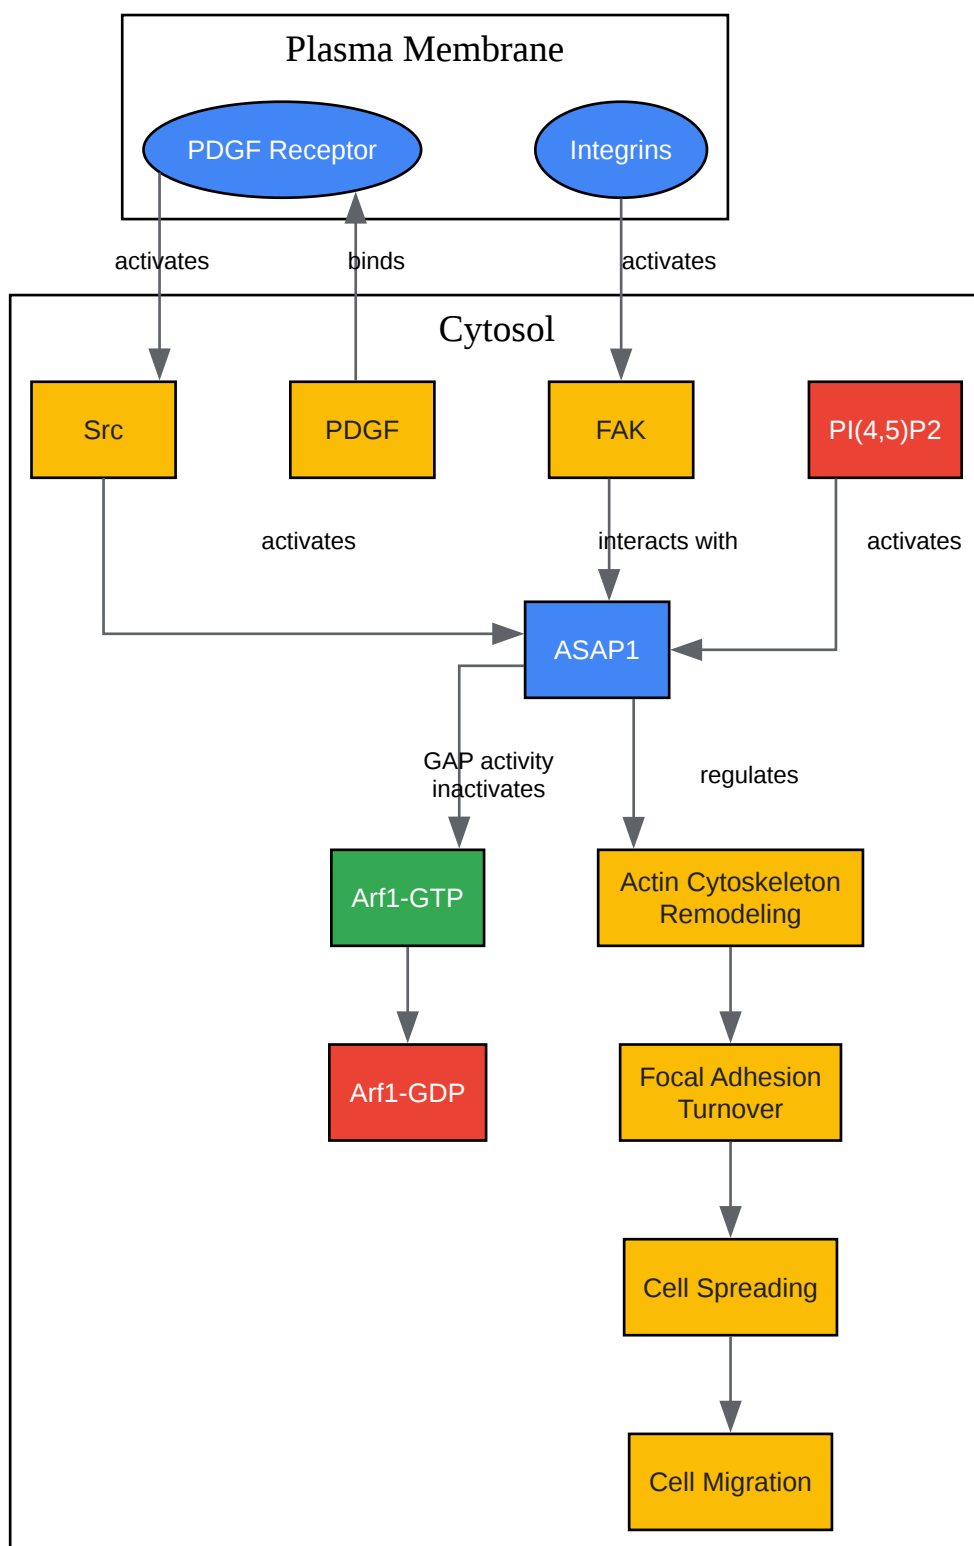 Plasma Membrane
PDGF Receptor
Integrins
activates
binds
activates
Cytosol
Src
PDGF
FAK
PI(4,5)P2
activates
interacts with
activates
ASAP1
GAP activity
inactivates
regulates
Arf1-GTP
Actin Cytoskeleton
Remodeling
Arf1-GDP
Focal Adhesion
Turnover
Cell Spreading
Cell Migration